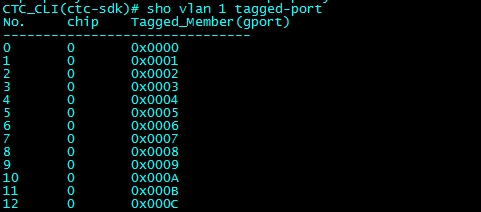 CTC_CLI(ctc-sdk)# sho vlan 1 tagged-port
No.     chip    Tagged_Member(gport)
-------------------------------
0       0       0x0000
1       0       0x0001
2       0       0x0002
3       0       0x0003
4       0       0x0004
5       0       0x0005
6       0       0x0006
7       0       0x0007
8       0       0x0008
9       0       0x0009
10      0       0x000A
11      0       0x000B
12      0       0x000C